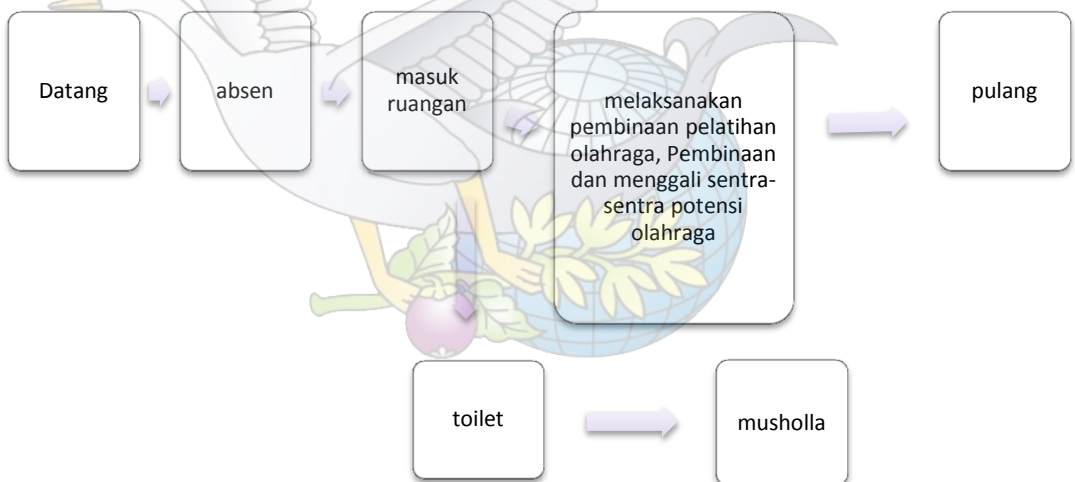 Datang
absen
masuk
ruangan
melaksanakan
pembinaan pelatihan
olahraga, Pembinaan
dan menggali sentra-
sentra potensi
olahraga
pulang
toilet
musholla